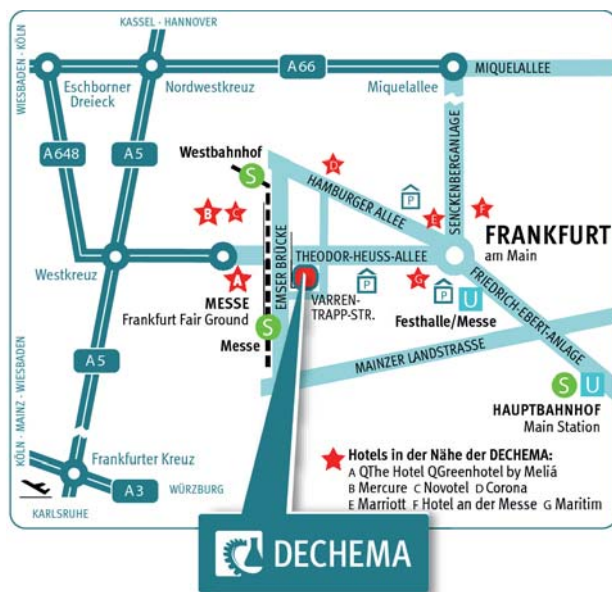 KASSEL - HANNOVER
WIESBADEN - KÖLN
A66
MIQUELALLEE
Eschborner
Dreieck
Nordwestkreuz
Miquelallee
A648
A5
Westbahnhof
S
D
P
SENCKENBERGANLAGE
HAMBURGER ALLEE
B
C
E
F
FRANKFURT
am Main
Westkreuz
THEODOR-HEUSS-ALLEE
EMSER BRÜCKE
A
G
P
P
U
MESSE
Frankfurt Fair Ground
VARREN-
TRAPP-STR.
Festhalle/Messe
FRIEDRICH-EBERT-ANLAGE
S
Messe
MAINZER LANDSTRASSE
A5
S
U
HAUPTBAHNHOF
Main Station
KÖLN - MAINZ - WIESBADEN
Frankfurter Kreuz
A3
WÜRZBURG
KARLSRUHE
Hotels in der Nähe der DECHEMA:
A QThe Hotel QGreenhotel by Meliá
B Mercure C Novotel D Corona
E Marriott F Hotel an der Messe G Maritim
DECHEMA